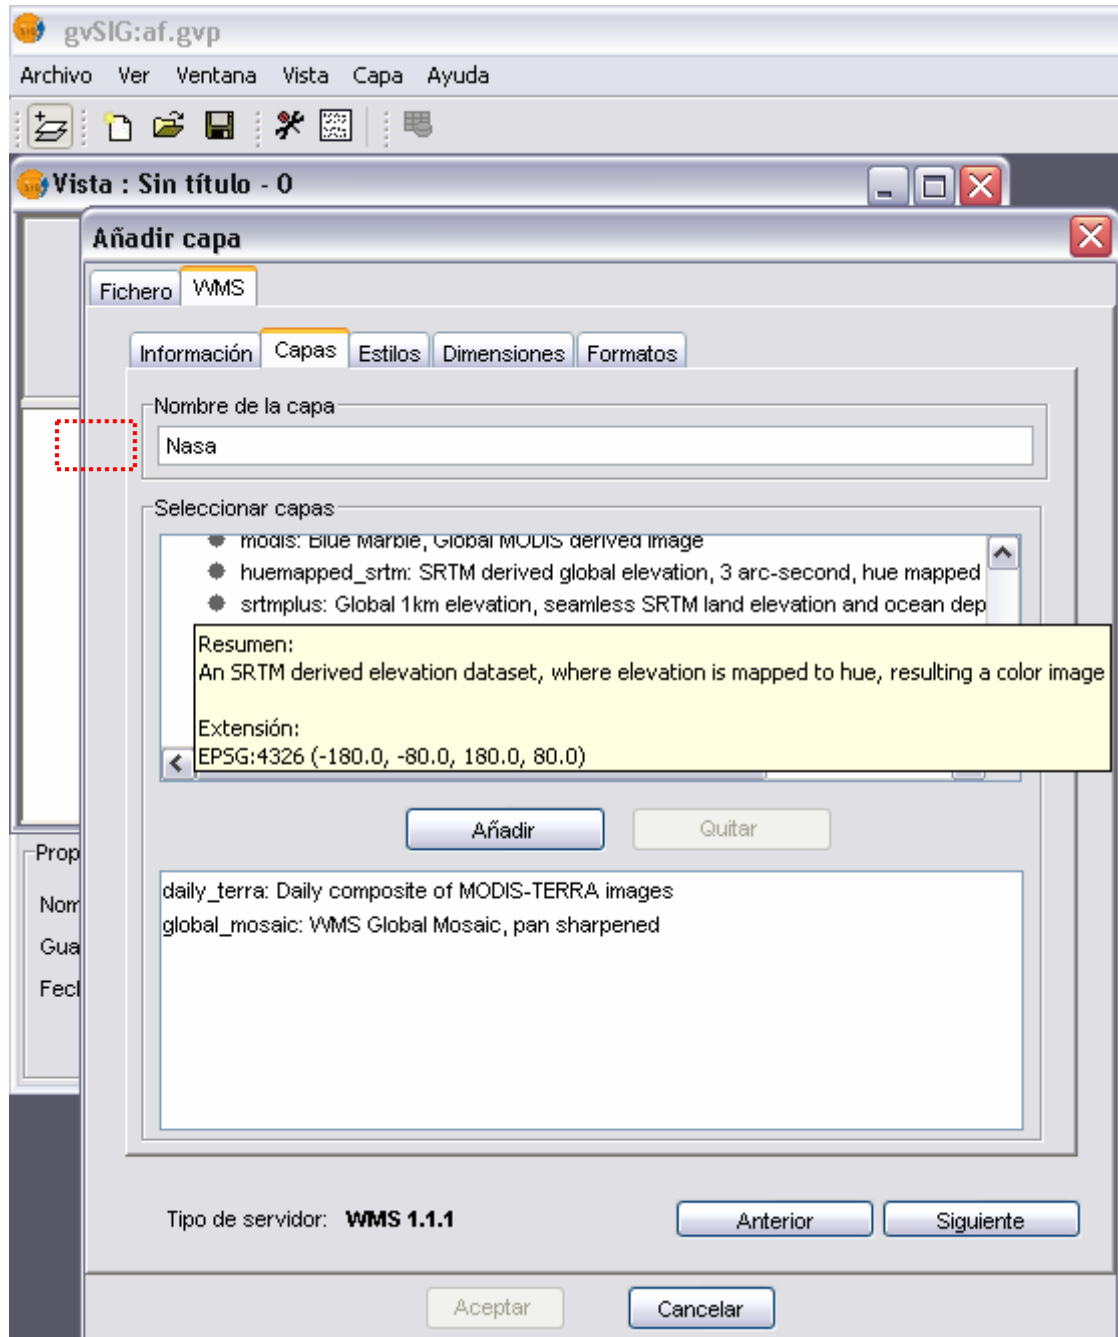 gvSIG:af.gvp
Archivo Ver Ventana Vista Capa Ayuda
Vista : Sin título - 0
Añadir capa
Fichero WMS
Información Capas Estilos Dimensiones Formatos
Nombre de la capa
Nasa
Seleccionar capas
modis: Blue Marble, Global MODIS derived image
huemapped_srtm: SRTM derived global elevation, 3 arc-second, hue mapped
srtmplus: Global 1km elevation, seamless SRTM land elevation and ocean dep
Resumen:
An SRTM derived elevation dataset, where elevation is mapped to hue, resulting a color image
Extensión:
EPSG:4326 (-180.0, -80.0, 180.0, 80.0)
Añadir Quitar
Prop
daily_terra: Daily composite of MODIS-TERRA images
Nom
global_mosaic: WMS Global Mosaic, pan sharpened
Gua
Fecl
Tipo de servidor: WMS 1.1.1
Anterior Siguiente
Aceptar Cancelar